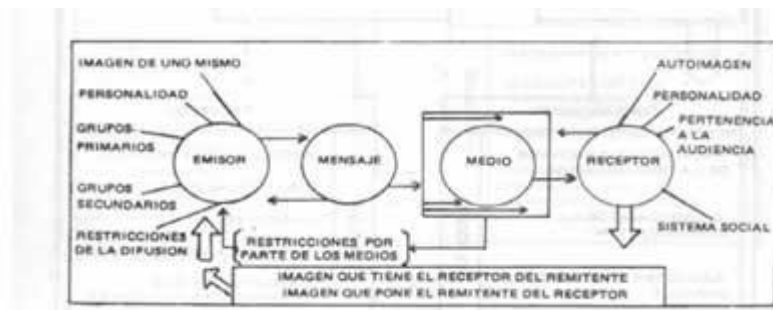 IMAGEN DE UNO MISMO
PERSONALIDAD
GRUPOS
PRIMARIOS
GRUPOS
SECUNDARIOS
RESTRICCIONES
DE LA DIFUSION
EMISOR
MENSAJE
MEDIO
RECEPTOR
AUTOIMAGEN
PERSONALIDAD
PERTENENCIA
A LA
AUDIENCIA
SISTEMA SOCIAL
RESTRICCIONES POR
PARTE DE LOS MEDIOS
IMAGEN QUE TIENE EL RECEPTOR DEL REMITENTE
IMAGEN QUE PONE EL REMITENTE DEL RECEPTOR